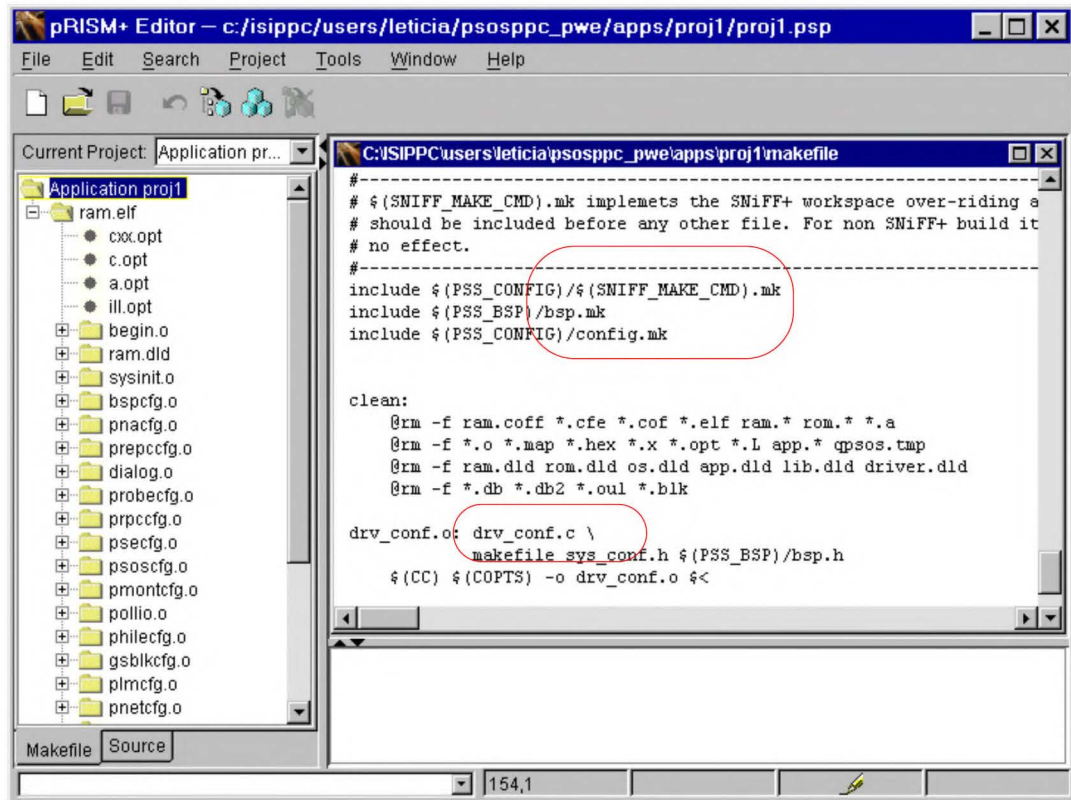 pRISM+ Editor — c:/isippc/users/leticia/psosppc_pwe/apps/proj1/proj1.psp
File Edit Search Project Tools Window Help
Current Project: Application pr...
Application proj1
ram.elf
cxx.opt
c.opt
a.opt
ill.opt
begin.o
ram.dld
sysinit.o
bspcfg.o
pnacfg.o
prepccfg.o
dialog.o
probecfg.o
prpccfg.o
psecfg.o
psoscfg.o
pmontcfg.o
pollio.o
philecfg.o
gsblkcfg.o
plmcfg.o
pnetcfg.o
Makefile Source
C:\ISIPPC\users\leticia\psosppc_pwe\apps\proj1\makefile
#------------------------------------------------------------------
# $(SNIFF_MAKE_CMD).mk implemets the SNiFF+ workspace over-riding a
# should be included before any other file. For non SNiFF+ build it
# no effect.
#------------------------------------------------------------------
include $(PSS_CONFIG)/$(SNIFF_MAKE_CMD).mk
include $(PSS_BSP)/bsp.mk
include $(PSS_CONFIG)/config.mk
clean:
@rm -f ram.coff *.cfe *.cof *.elf ram.* rom.* *.a
@rm -f *.o *.map *.hex *.x *.opt *.L app.* qpsos.tmp
@rm -f ram.dld rom.dld os.dld app.dld lib.dld driver.dld
@rm -f *.db *.db2 *.oul *.blk
drv_conf.o: drv_conf.c \
makefile sys_conf.h $(PSS_BSP)/bsp.h
$(CC) $(COPTS) -o drv_conf.o $<
154,1